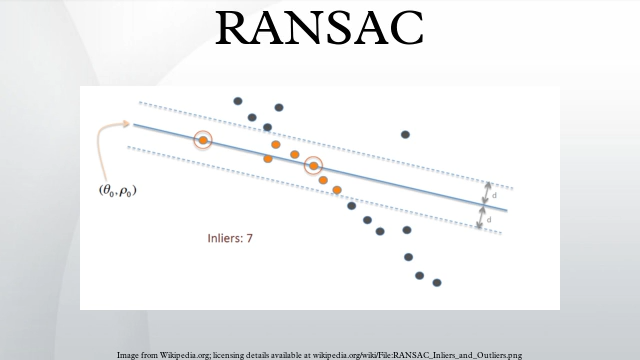 RANSAC
d
(θ₀,ρ₀)
d
Inliers: 7
Image from Wikipedia.org; licensing details available at wikipedia.org/wiki/File:RANSAC_Inliers_and_Outliers.png